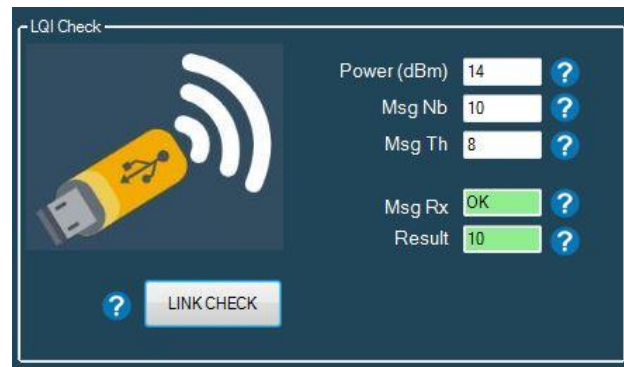 LQI Check
Power (dBm) 14 ?
Msg Nb 10 ?
Msg Th 8 ?
Msg Rx OK ?
Result 10 ?
? LINK CHECK